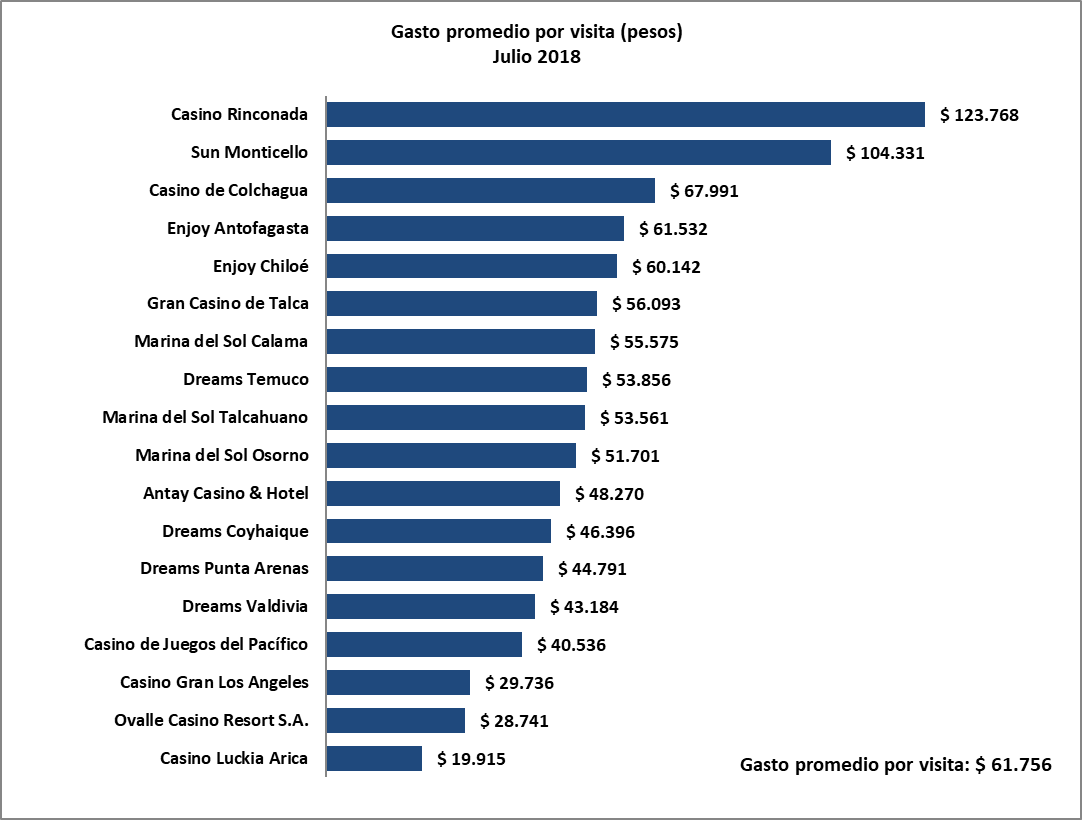 Gasto promedio por visita (pesos)
Julio 2018
Casino Rinconada $ 123.768
Sun Monticello $ 104.331
Casino de Colchagua $ 67.991
Enjoy Antofagasta $ 61.532
Enjoy Chiloé $ 60.142
Gran Casino de Talca $ 56.093
Marina del Sol Calama $ 55.575
Dreams Temuco $ 53.856
Marina del Sol Talcahuano $ 53.561
Marina del Sol Osorno $ 51.701
Antay Casino & Hotel $ 48.270
Dreams Coyhaique $ 46.396
Dreams Punta Arenas $ 44.791
Dreams Valdivia $ 43.184
Casino de Juegos del Pacífico $ 40.536
Casino Gran Los Angeles $ 29.736
Ovalle Casino Resort S.A. $ 28.741
Casino Luckia Arica $ 19.915
Gasto promedio por visita: $ 61.756